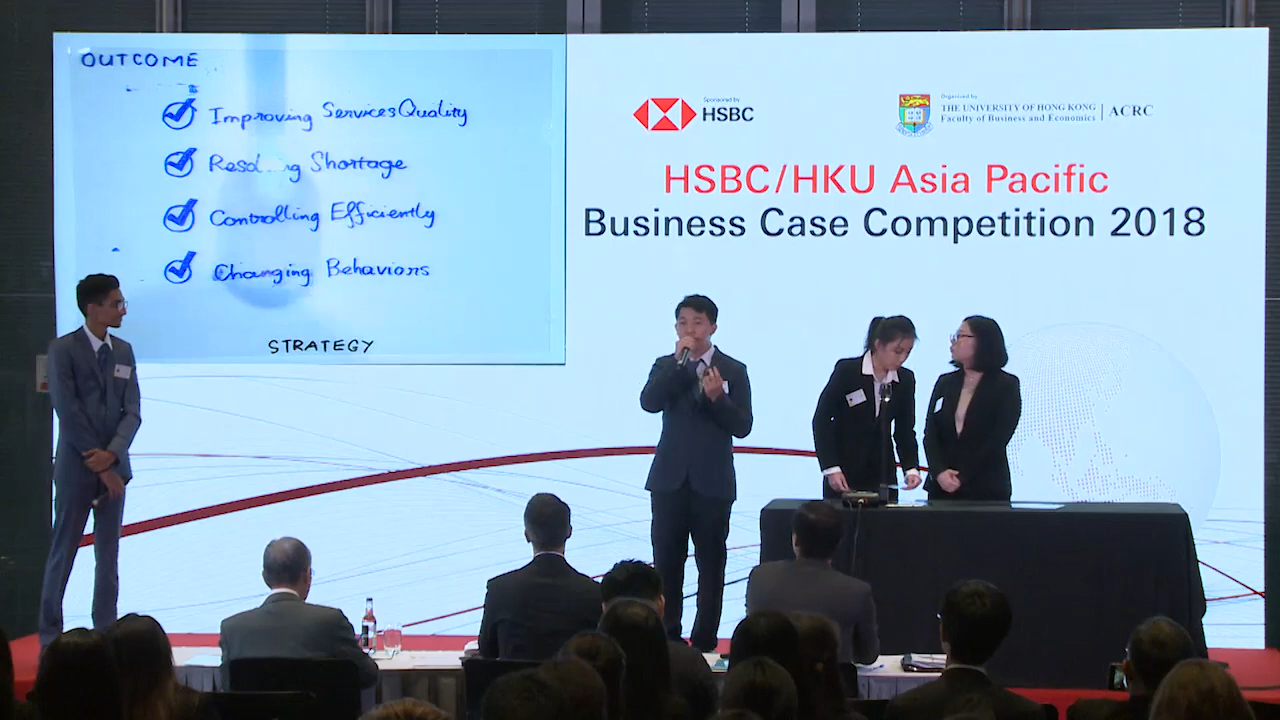 OUTCOME
Improving Services Quality
Shortage
Controlling Efficiently
Changing Behaviors
STRATEGY
Sponsored by
HSBC
Organised by
THE UNIVERSITY OF HONG KONG
Faculty of Business and Economics
ACRC
HSBC/HKU Asia Pacific
Business Case Competition 2018